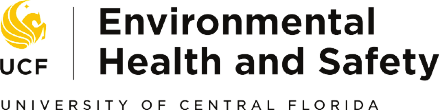 UCF
Environmental
Health and Safety
UNIVERSITY OF CENTRAL FLORIDA